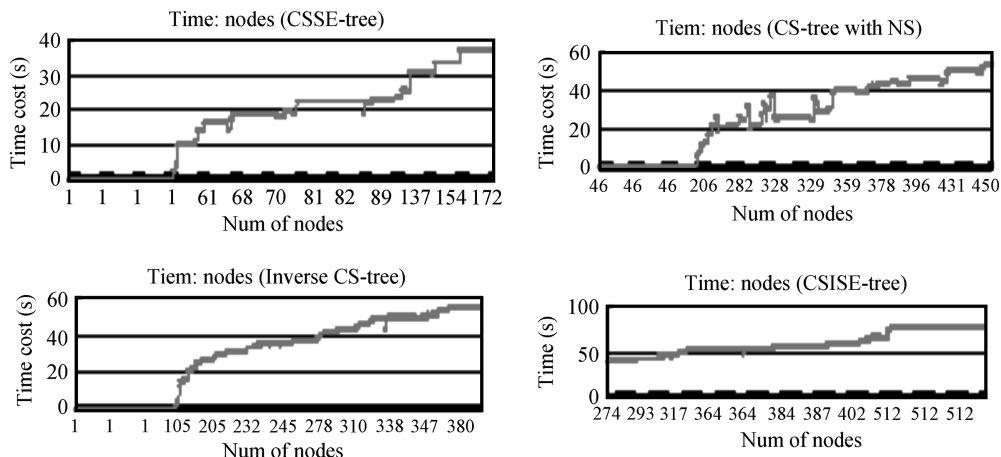 Time: nodes (CSSE-tree)
40
30
20
10
0
Time cost (s)
1 1 1 1 61 68 70 81 82 89 137 154 172
Num of nodes
Tiem: nodes (CS-tree with NS)
60
40
20
0
Time cost (s)
46 46 46 206 282 328 329 359 378 396 431 450
Num of nodes
Tiem: nodes (Inverse CS-tree)
60
40
20
0
Time cost (s)
1 1 1 105 205 232 245 278 310 338 347 380
Num of nodes
Time: nodes (CSISE-tree)
100
50
0
Time (s)
274 293 317 364 364 384 387 402 512 512 512
Num of nodes